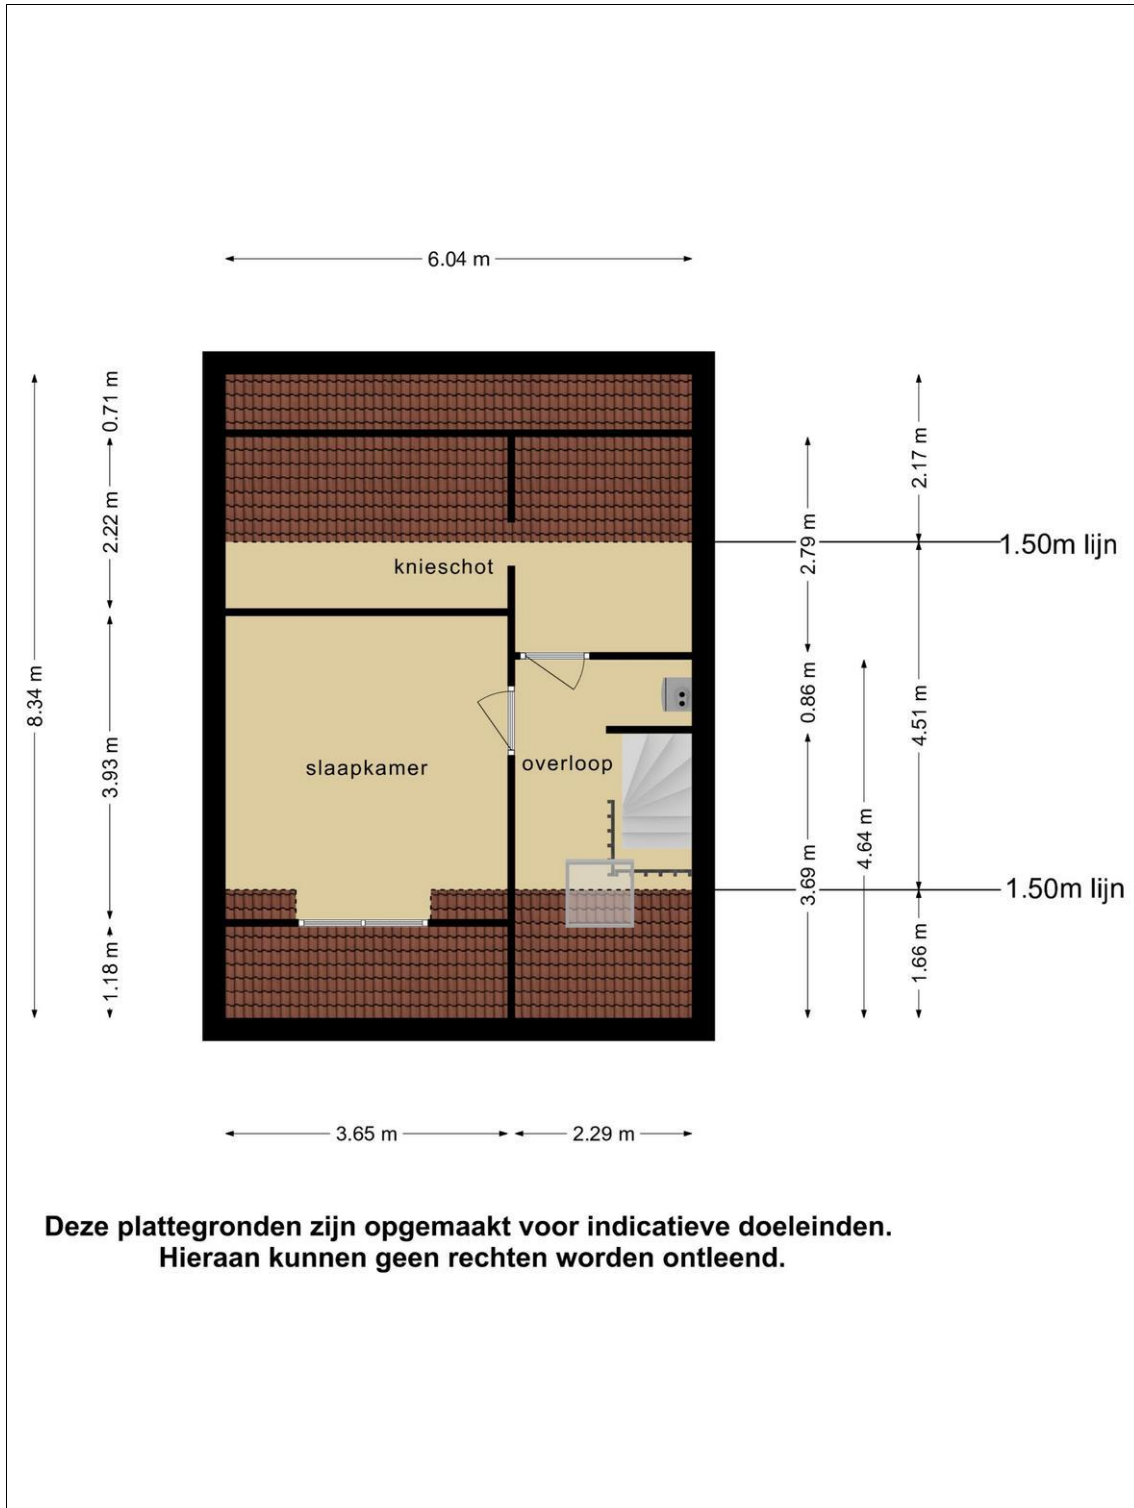 6.04 m
0.71 m
2.17 m
2.22 m
2.79 m
1.50m lijn
knieschot
8.34 m
0.86 m
4.51 m
3.93 m
slaapkamer
overloop
4.64 m
3.69 m
1.50m lijn
1.18 m
1.66 m
3.65 m
2.29 m
Deze plattegronden zijn opgemaakt voor indicatieve doeleinden.
Hieraan kunnen geen rechten worden ontleend.